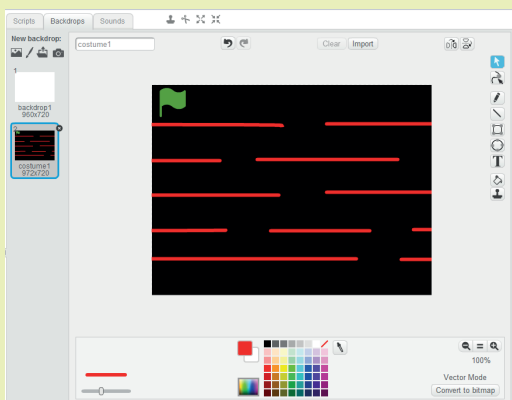 Scripts Backdrops Sounds
New backdrop:
costume1
Clear Import
1
backdrop1
960x720
2
costume1
972x720
T
100%
Vector Mode
Convert to bitmap